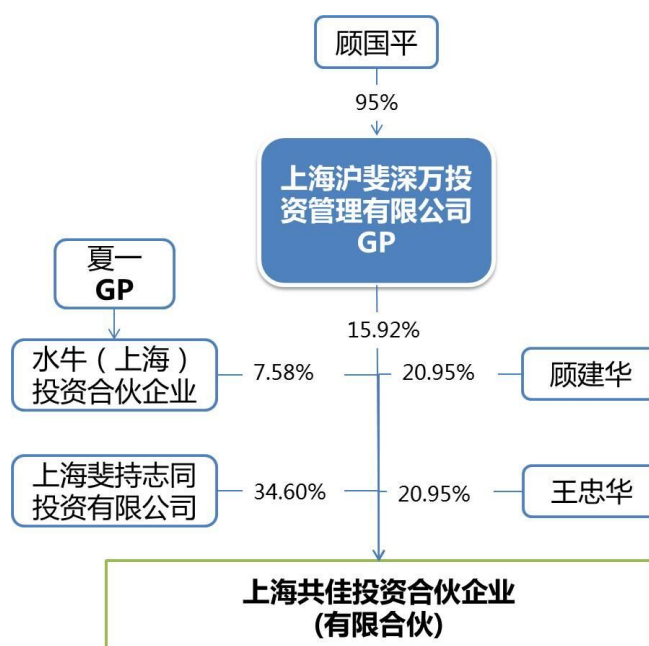 顾国平
95%
上海沪斐深万投
资管理有限公司
GP
夏一
GP
15.92%
水牛（上海）
投资合伙企业
7.58%
20.95%
顾建华
上海斐持志同
投资有限公司
34.60%
20.95%
王忠华
上海共佳投资合伙企业
(有限合伙)